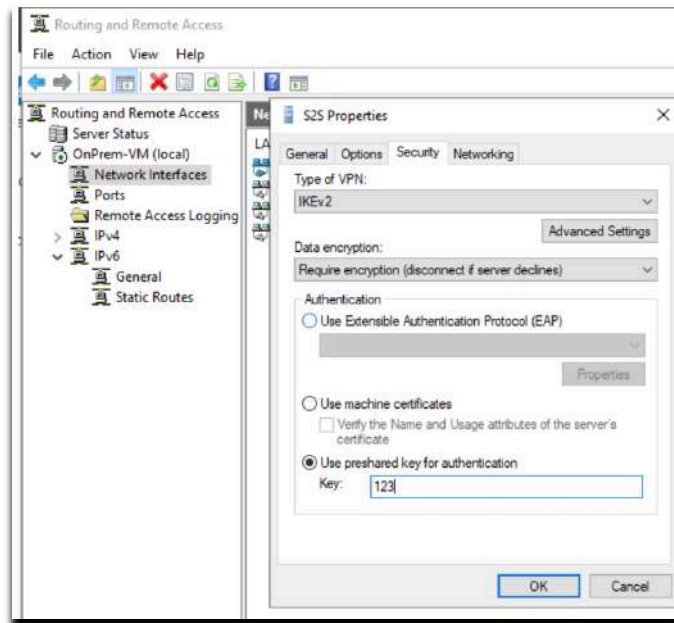 Routing and Remote Access
File Action View Help
Routing and Remote Access
Server Status
OnPrem-VM (local)
Network Interfaces
Ports
Remote Access Logging
IPv4
IPv6
General
Static Routes
Ne
LA
S2S Properties
General Options Security Networking
Type of VPN:
IKEv2
Advanced Settings
Data encryption:
Require encryption (disconnect if server declines)
Authentication
Use Extensible Authentication Protocol (EAP)
Properties
Use machine certificates
Verify the Name and Usage attributes of the server's
certificate
Use preshared key for authentication
Key: 123
OK Cancel